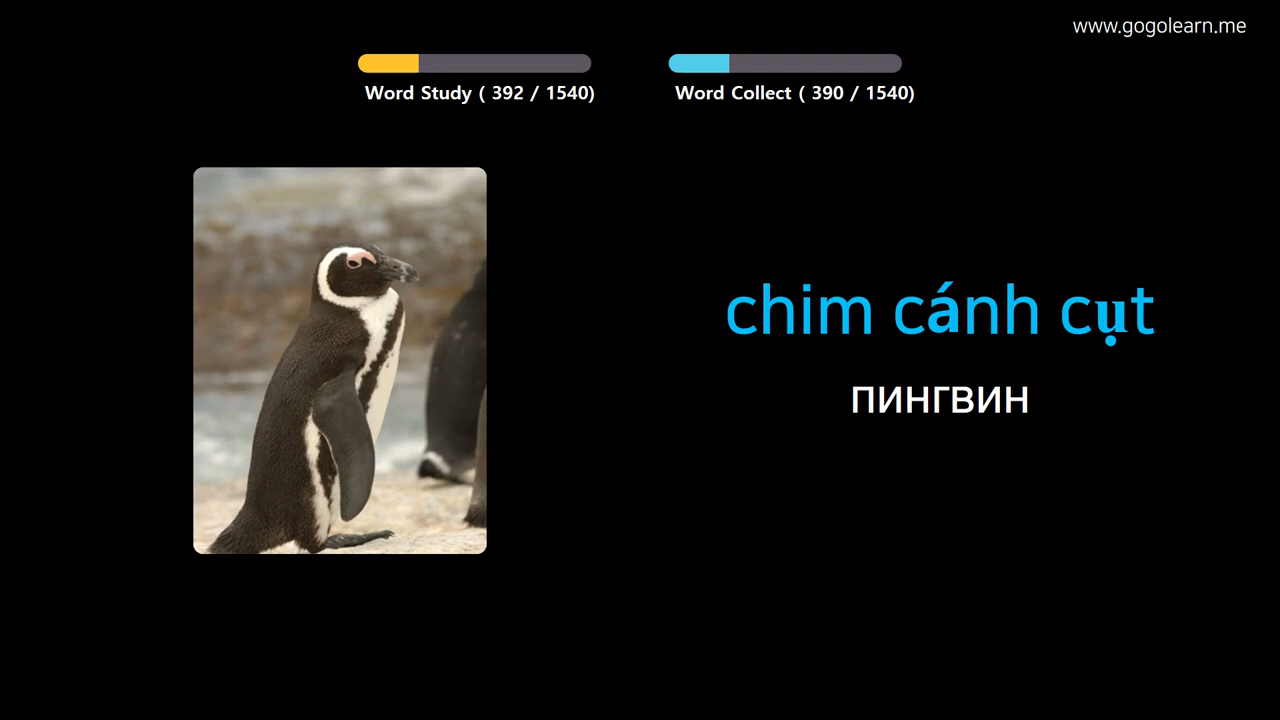 www.gogolearn.me
Word Study ( 392 / 1540)
Word Collect ( 390 / 1540)
chim cánh cụt
пингвин